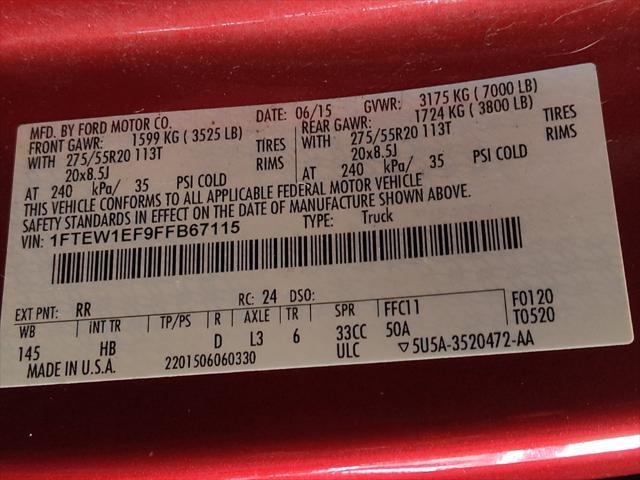 MFD. BY FORD MOTOR CO. DATE: 06/15 GVWR: 3175 KG ( 7000 LB)
FRONT GAWR: 1599 KG ( 3525 LB) REAR GAWR: 1724 KG ( 3800 LB)
WITH 275/55R20 113T TIRES WITH 275/55R20 113T TIRES
20x8.5J RIMS 20x8.5J RIMS
AT 240 kPa/ 35 PSI COLD AT 240 kPa/ 35 PSI COLD
THIS VEHICLE CONFORMS TO ALL APPLICABLE FEDERAL MOTOR VEHICLE
SAFETY STANDARDS IN EFFECT ON THE DATE OF MANUFACTURE SHOWN ABOVE.
VIN: 1FTEW1EF9FFB67115 TYPE: Truck
EXT PNT: RR RC: 24 DSO:
WB INT TR TP/PS R AXLE TR SPR FFC11 F0120
145 HB D L3 6 33CC 50A T0520
MADE IN U.S.A. 2201506060330 ULC ▽5U5A-3520472-AA